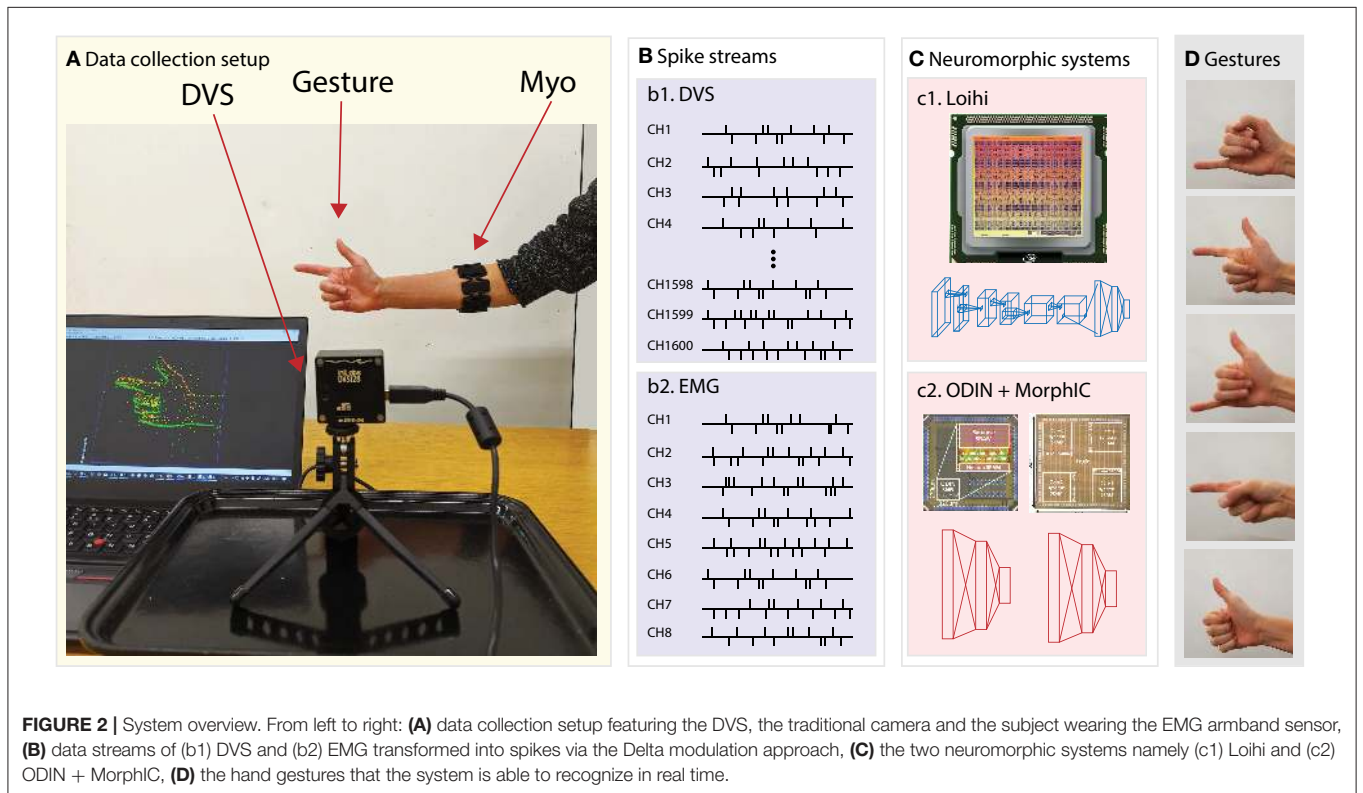 A Data collection setup
DVS
Gesture
Myo
B Spike streams
b1. DVS
CH1
CH2
CH3
CH4
CH1598
CH1599
CH1600
b2. EMG
CH1
CH2
CH3
CH4
CH5
CH6
CH7
CH8
C Neuromorphic systems
c1. Loihi
c2. ODIN + MorphIC
D Gestures
FIGURE 2 | System overview. From left to right: (A) data collection setup featuring the DVS, the traditional camera and the subject wearing the EMG armband sensor,
(B) data streams of (b1) DVS and (b2) EMG transformed into spikes via the Delta modulation approach, (C) the two neuromorphic systems namely (c1) Loihi and (c2)
ODIN + MorphIC, (D) the hand gestures that the system is able to recognize in real time.